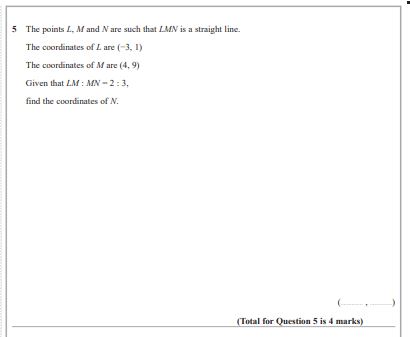 5 The points L, M and N are such that LMN is a straight line.
The coordinates of L are (−3, 1)
The coordinates of M are (4, 9)
Given that LM : MN = 2 : 3,
find the coordinates of N.
(.............. , ..............)
(Total for Question 5 is 4 marks)